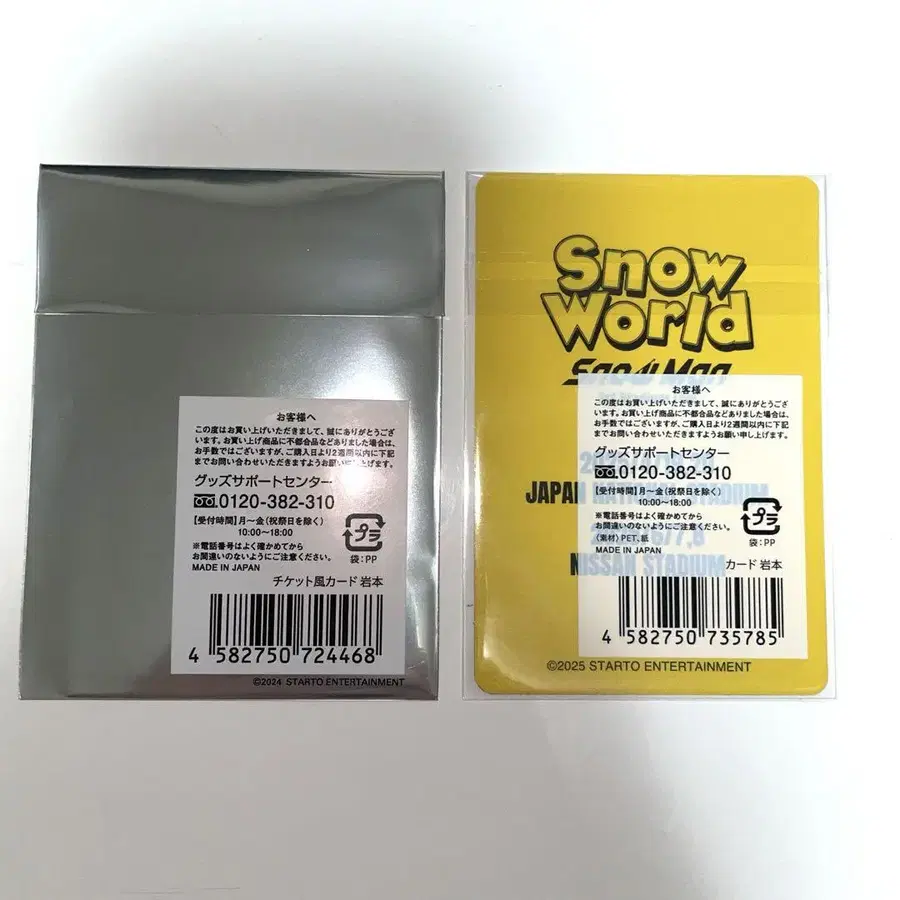 お客様へ
この度はお買い上げいただきまして、誠にありがとうござ
います。お買い上げ商品に不都合品などありました場合は、
お手数ではございますが、ご購入日より2週間以内に下記
までお問い合わせいただきますようお願い申し上げます。
グッズサポートセンター
0120-382-310
【受付時間】月〜金(祝祭日を除く)
10:00〜18:00
※電話番号はよく確かめてから
お間違いのないようにご注意ください。
MADE IN JAPAN
プラ
袋:PP
チケット風カード 岩本
4 582750 724468
©2024 STARTO ENTERTAINMENT
Snow
World
Snow Man
お客様へ
この度はお買い上げいただきまして、誠にありがとうござ
います。お買い上げ商品に不都合品などありました場合は、
お手数ではございますが、ご購入日より2週間以内に下記
までお問い合わせいただきますようお願い申し上げます。
グッズサポートセンター
0120-382-310
【受付時間】月〜金(祝祭日を除く)
10:00〜18:00
※電話番号はよく確かめてから
お間違いのないようにご注意ください。
(素材)PET、紙
MADE IN JAPAN
プラ
袋:PP
カード 岩本
4 582750 735785
JAPAN NATIONAL STADIUM
NISSAN STADIUM
©2025 STARTO ENTERTAINMENT